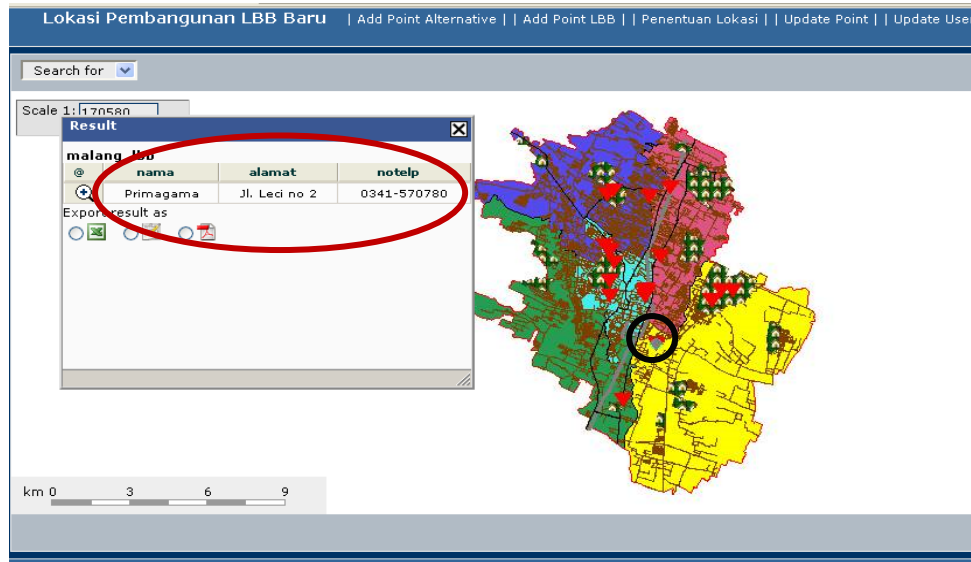 Lokasi Pembangunan LBB Baru | Add Point Alternative | | Add Point LBB | | Penentuan Lokasi | | Update Point | | Update User
Search for
Scale 1: 170580
Result
malang_lbb
@ nama alamat notelp
Primagama Jl. Leci no 2 0341-570780
Export result as
km 0 3 6 9